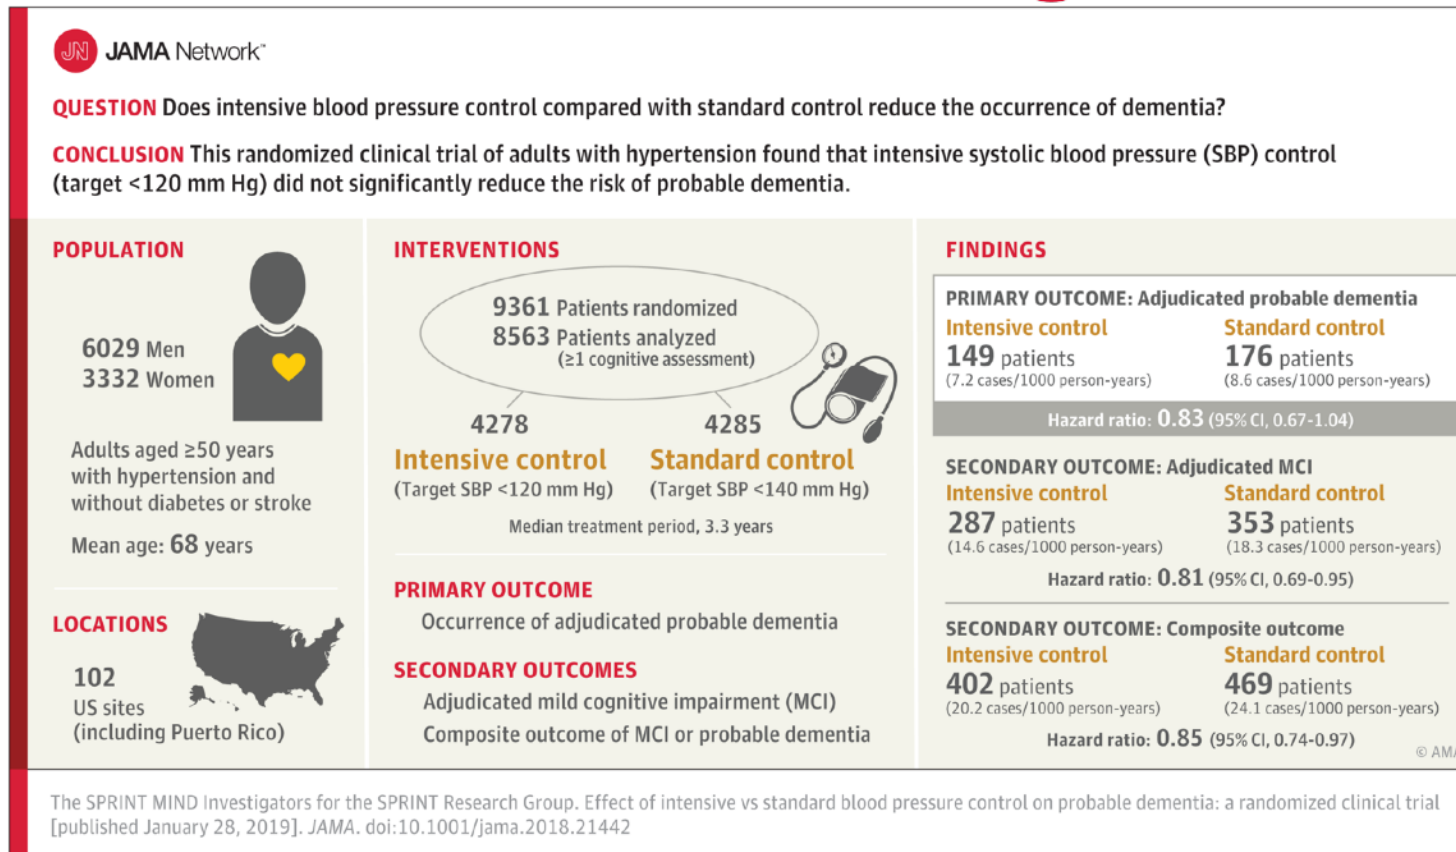 JN JAMA Network™
QUESTION Does intensive blood pressure control compared with standard control reduce the occurrence of dementia?
CONCLUSION This randomized clinical trial of adults with hypertension found that intensive systolic blood pressure (SBP) control
(target <120 mm Hg) did not significantly reduce the risk of probable dementia.
POPULATION
6029 Men
3332 Women
Adults aged ≥50 years
with hypertension and
without diabetes or stroke
Mean age: 68 years
LOCATIONS
102
US sites
(including Puerto Rico)
INTERVENTIONS
9361 Patients randomized
8563 Patients analyzed
(≥1 cognitive assessment)
4278 4285
Intensive control Standard control
(Target SBP <120 mm Hg) (Target SBP <140 mm Hg)
Median treatment period, 3.3 years
PRIMARY OUTCOME
Occurrence of adjudicated probable dementia
SECONDARY OUTCOMES
Adjudicated mild cognitive impairment (MCI)
Composite outcome of MCI or probable dementia
FINDINGS
PRIMARY OUTCOME: Adjudicated probable dementia
Intensive control Standard control
149 patients 176 patients
(7.2 cases/1000 person-years) (8.6 cases/1000 person-years)
Hazard ratio: 0.83 (95% CI, 0.67-1.04)
SECONDARY OUTCOME: Adjudicated MCI
Intensive control Standard control
287 patients 353 patients
(14.6 cases/1000 person-years) (18.3 cases/1000 person-years)
Hazard ratio: 0.81 (95% CI, 0.69-0.95)
SECONDARY OUTCOME: Composite outcome
Intensive control Standard control
402 patients 469 patients
(20.2 cases/1000 person-years) (24.1 cases/1000 person-years)
Hazard ratio: 0.85 (95% CI, 0.74-0.97)
© AMA
The SPRINT MIND Investigators for the SPRINT Research Group. Effect of intensive vs standard blood pressure control on probable dementia: a randomized clinical trial
[published January 28, 2019]. JAMA. doi:10.1001/jama.2018.21442